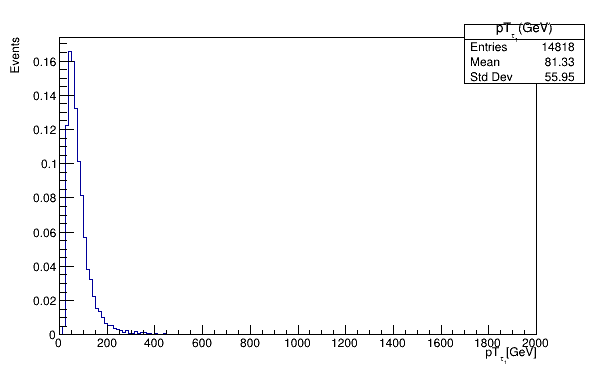 pT_τ₁(GeV)
Entries 14818
Mean 81.33
Std Dev 55.95
Events
0.16
0.14
0.12
0.1
0.08
0.06
0.04
0.02
0
0 200 400 600 800 1000 1200 1400 1600 1800 2000
pT_τ₁[GeV]